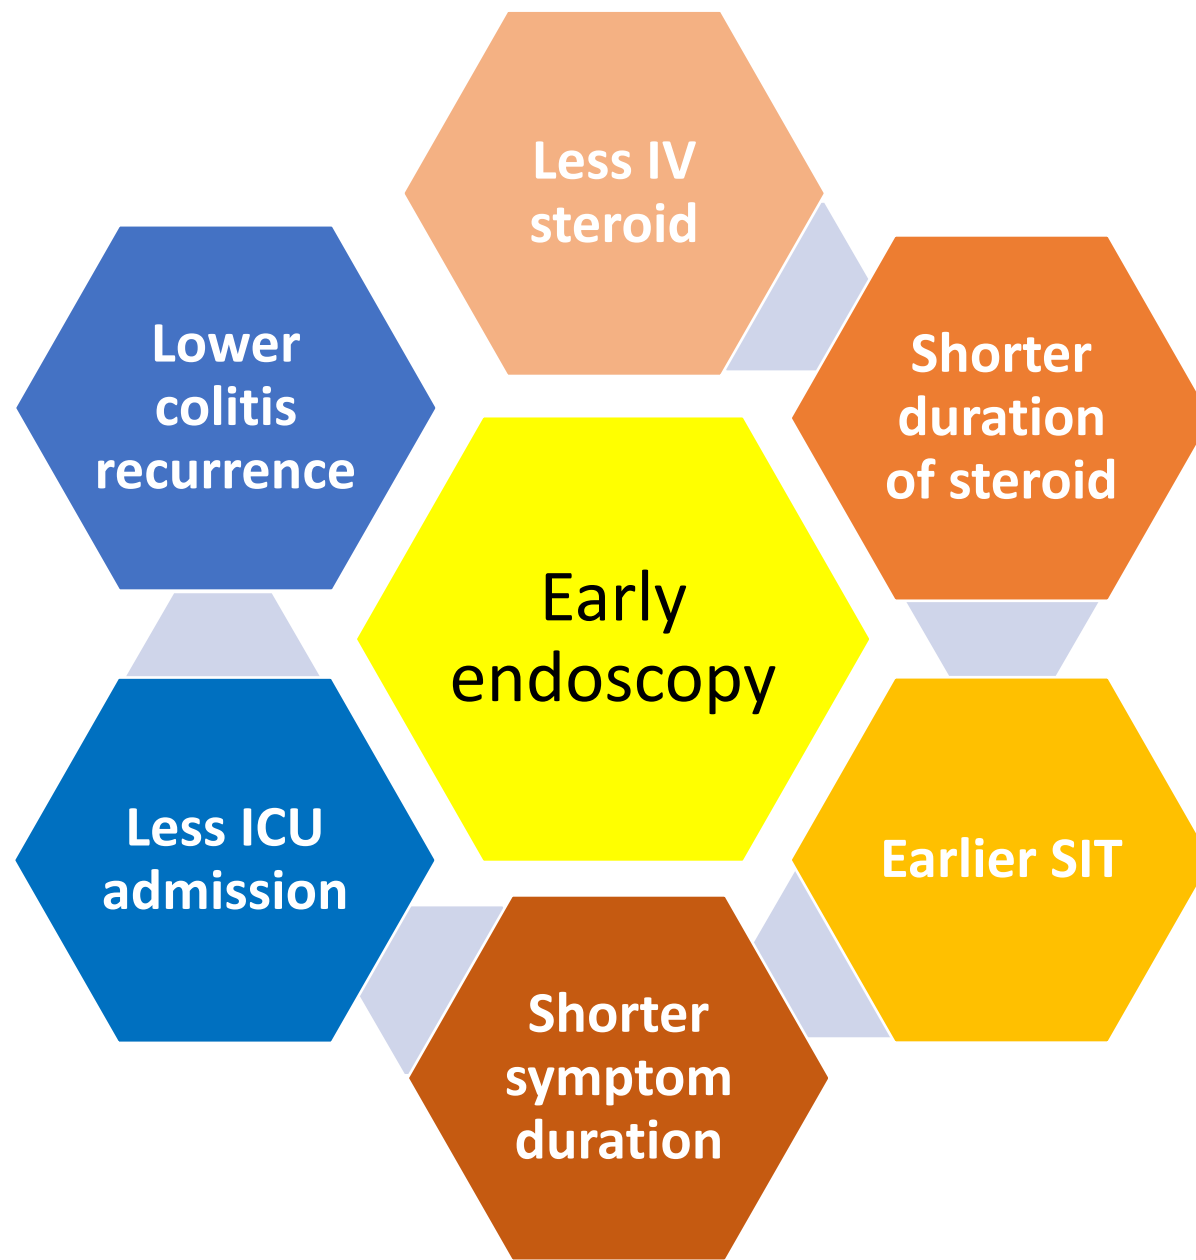 Less IV
steroid
Shorter
duration
of steroid
Earlier SIT
Shorter
symptom
duration
Less ICU
admission
Lower
colitis
recurrence
Early
endoscopy